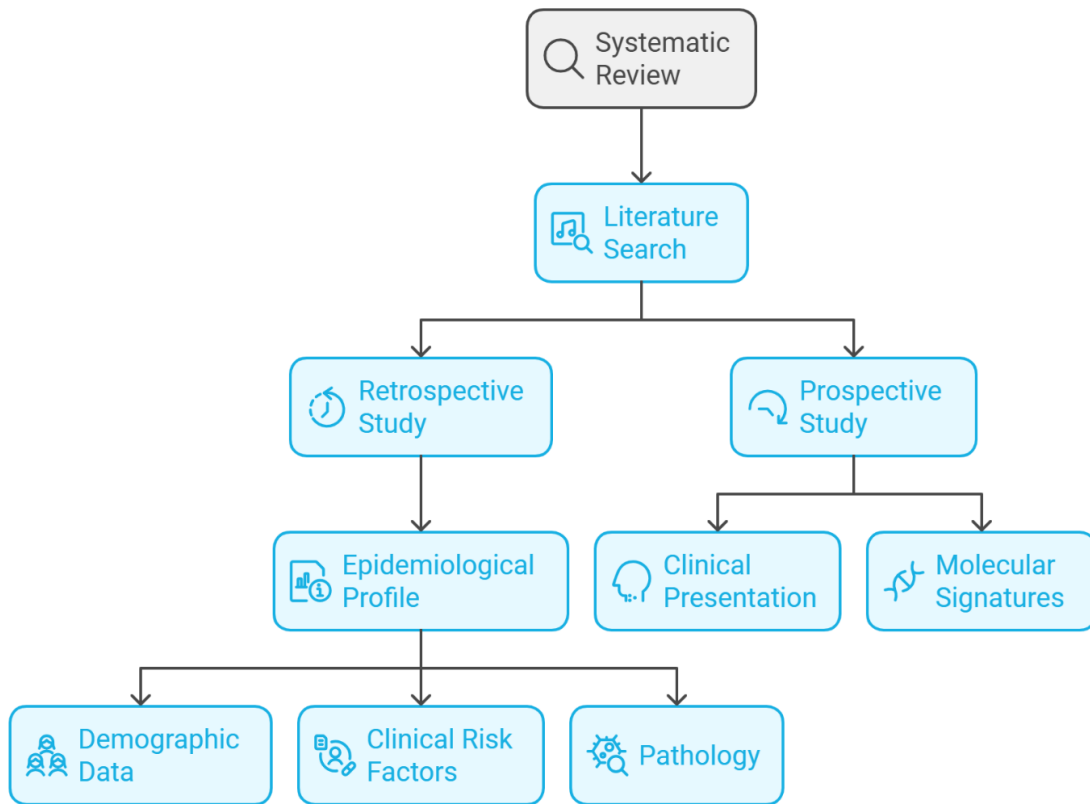 Systematic
Review
Literature
Search
Retrospective
Study
Prospective
Study
Epidemiological
Profile
Clinical
Presentation
Molecular
Signatures
Demographic
Data
Clinical Risk
Factors
Pathology